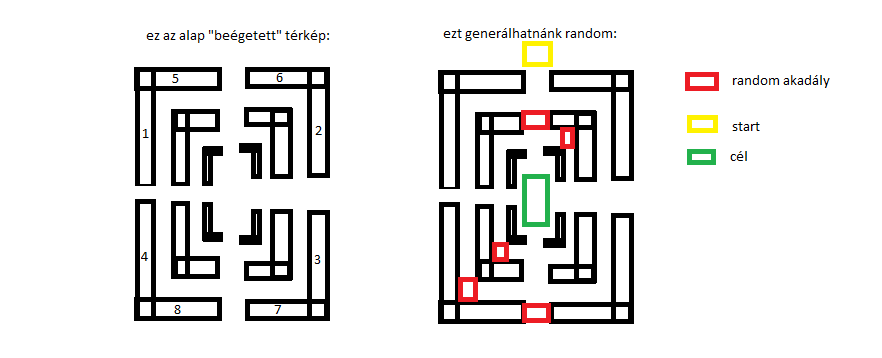 ez az alap "beégetett" térkép:
ezt generálhatnánk random:
5
6
1
2
4
3
8
7
random akadály
start
cél